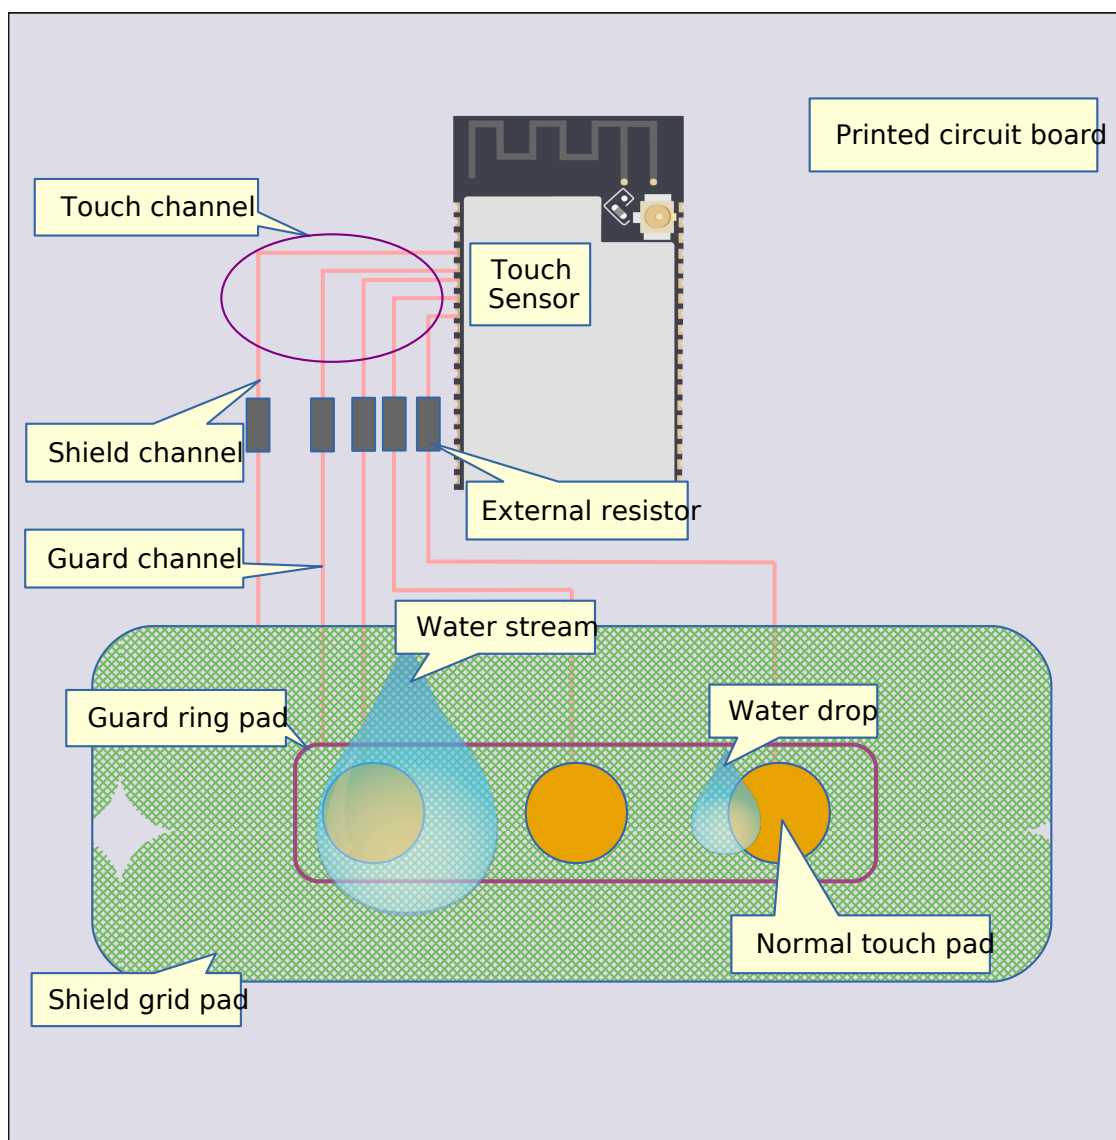 Printed circuit board
Touch channel
Touch
Sensor
Shield channel
External resistor
Guard channel
Water stream
Guard ring pad
Water drop
Normal touch pad
Shield grid pad